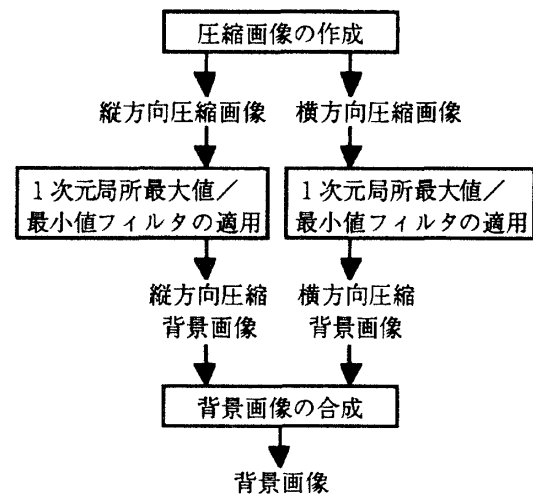 圧縮画像の作成
縦方向圧縮画像
横方向圧縮画像
1次元局所最大値／
最小値フィルタの適用
1次元局所最大値／
最小値フィルタの適用
縦方向圧縮
背景画像
横方向圧縮
背景画像
背景画像の合成
背景画像